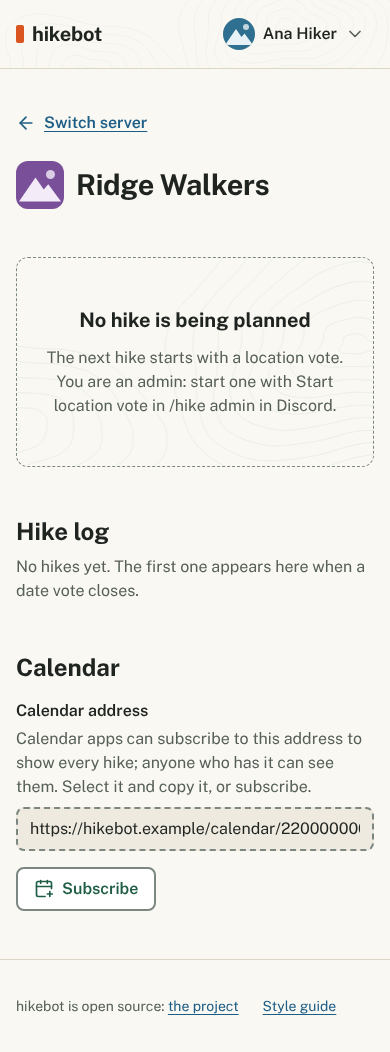 hikebot
Ana Hiker
Switch server
Ridge Walkers
No hike is being planned
The next hike starts with a location vote.
You are an admin: start one with Start
location vote in /hike admin in Discord.
Hike log
No hikes yet. The first one appears here when a
date vote closes.
Calendar
Calendar address
Calendar apps can subscribe to this address to
show every hike; anyone who has it can see
them. Select it and copy it, or subscribe.
https://hikebot.example/calendar/22000000
Subscribe
hikebot is open source: the project
Style guide